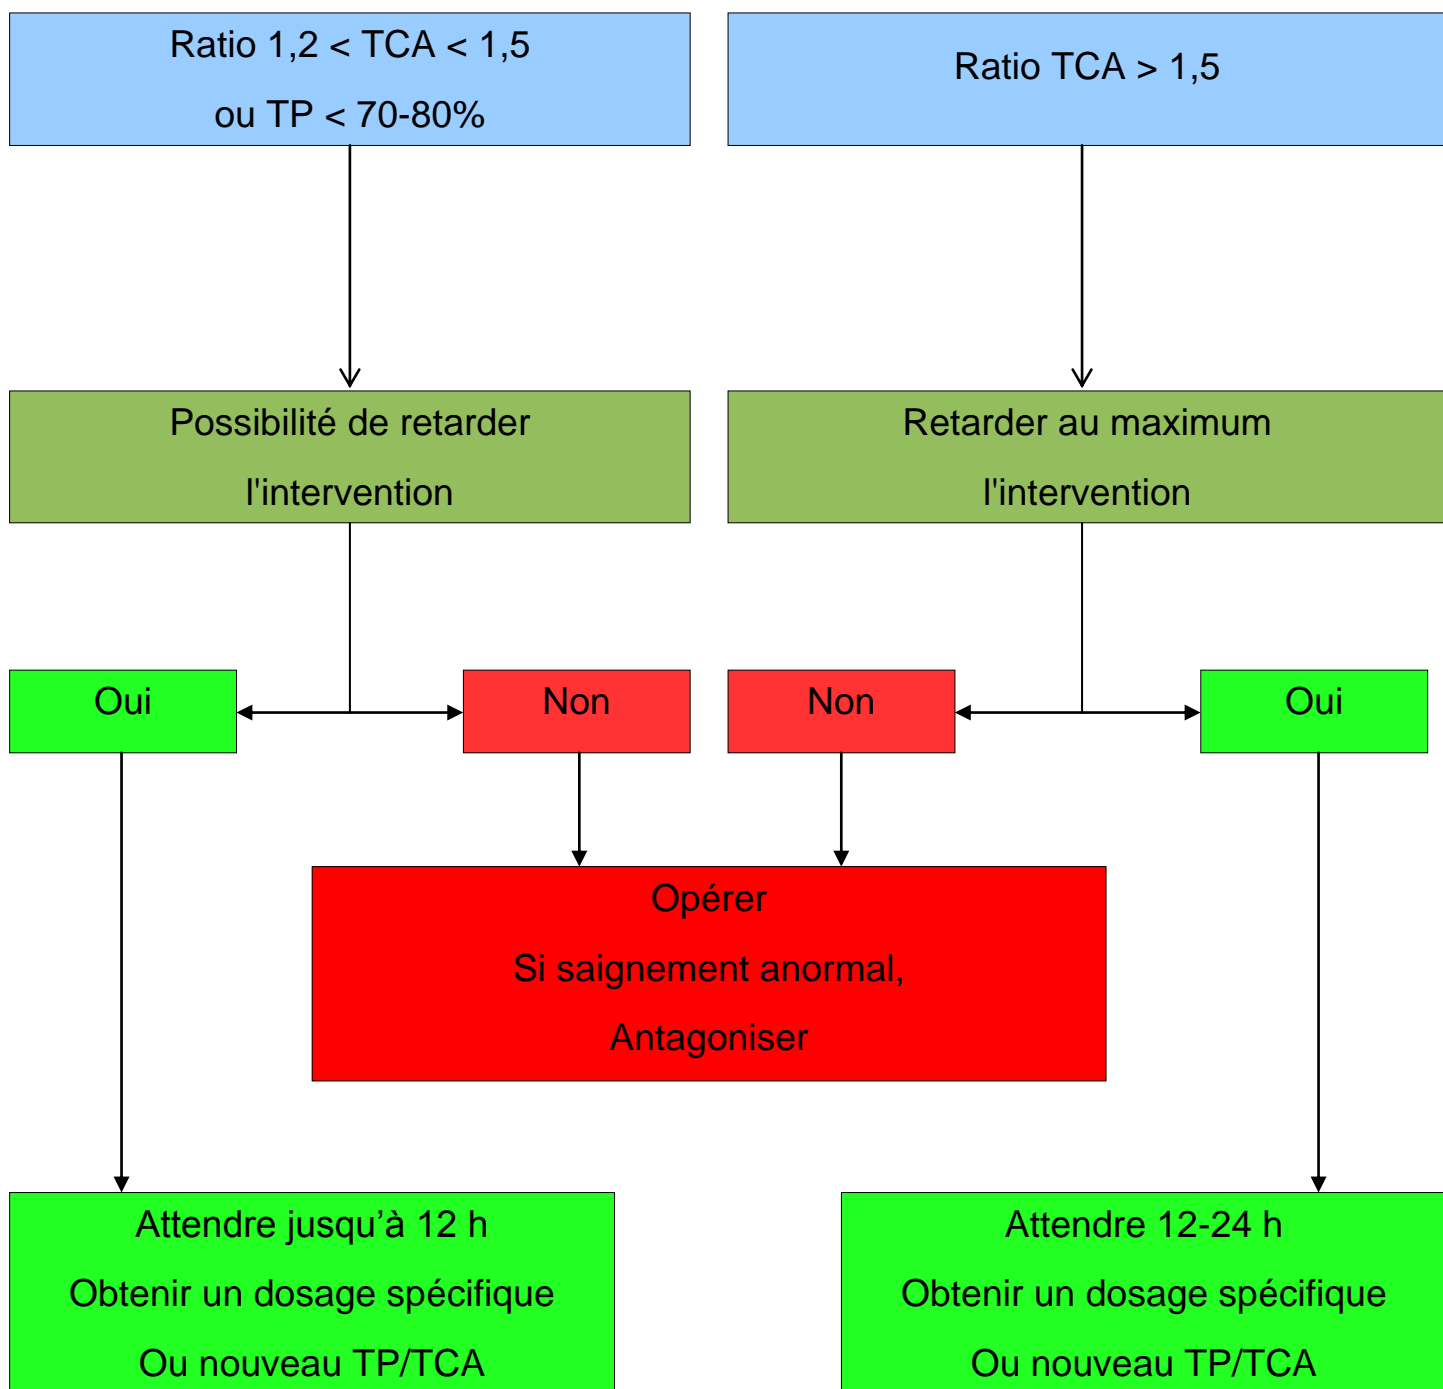 Ratio 1,2 < TCA < 1,5
ou TP < 70-80%
Ratio TCA > 1,5
Possibilité de retarder
l'intervention
Retarder au maximum
l'intervention
Oui
Non
Non
Oui
Opérer
Si saignement anormal,
Antagoniser
Attendre jusqu’à 12 h
Obtenir un dosage spécifique
Ou nouveau TP/TCA
Attendre 12-24 h
Obtenir un dosage spécifique
Ou nouveau TP/TCA